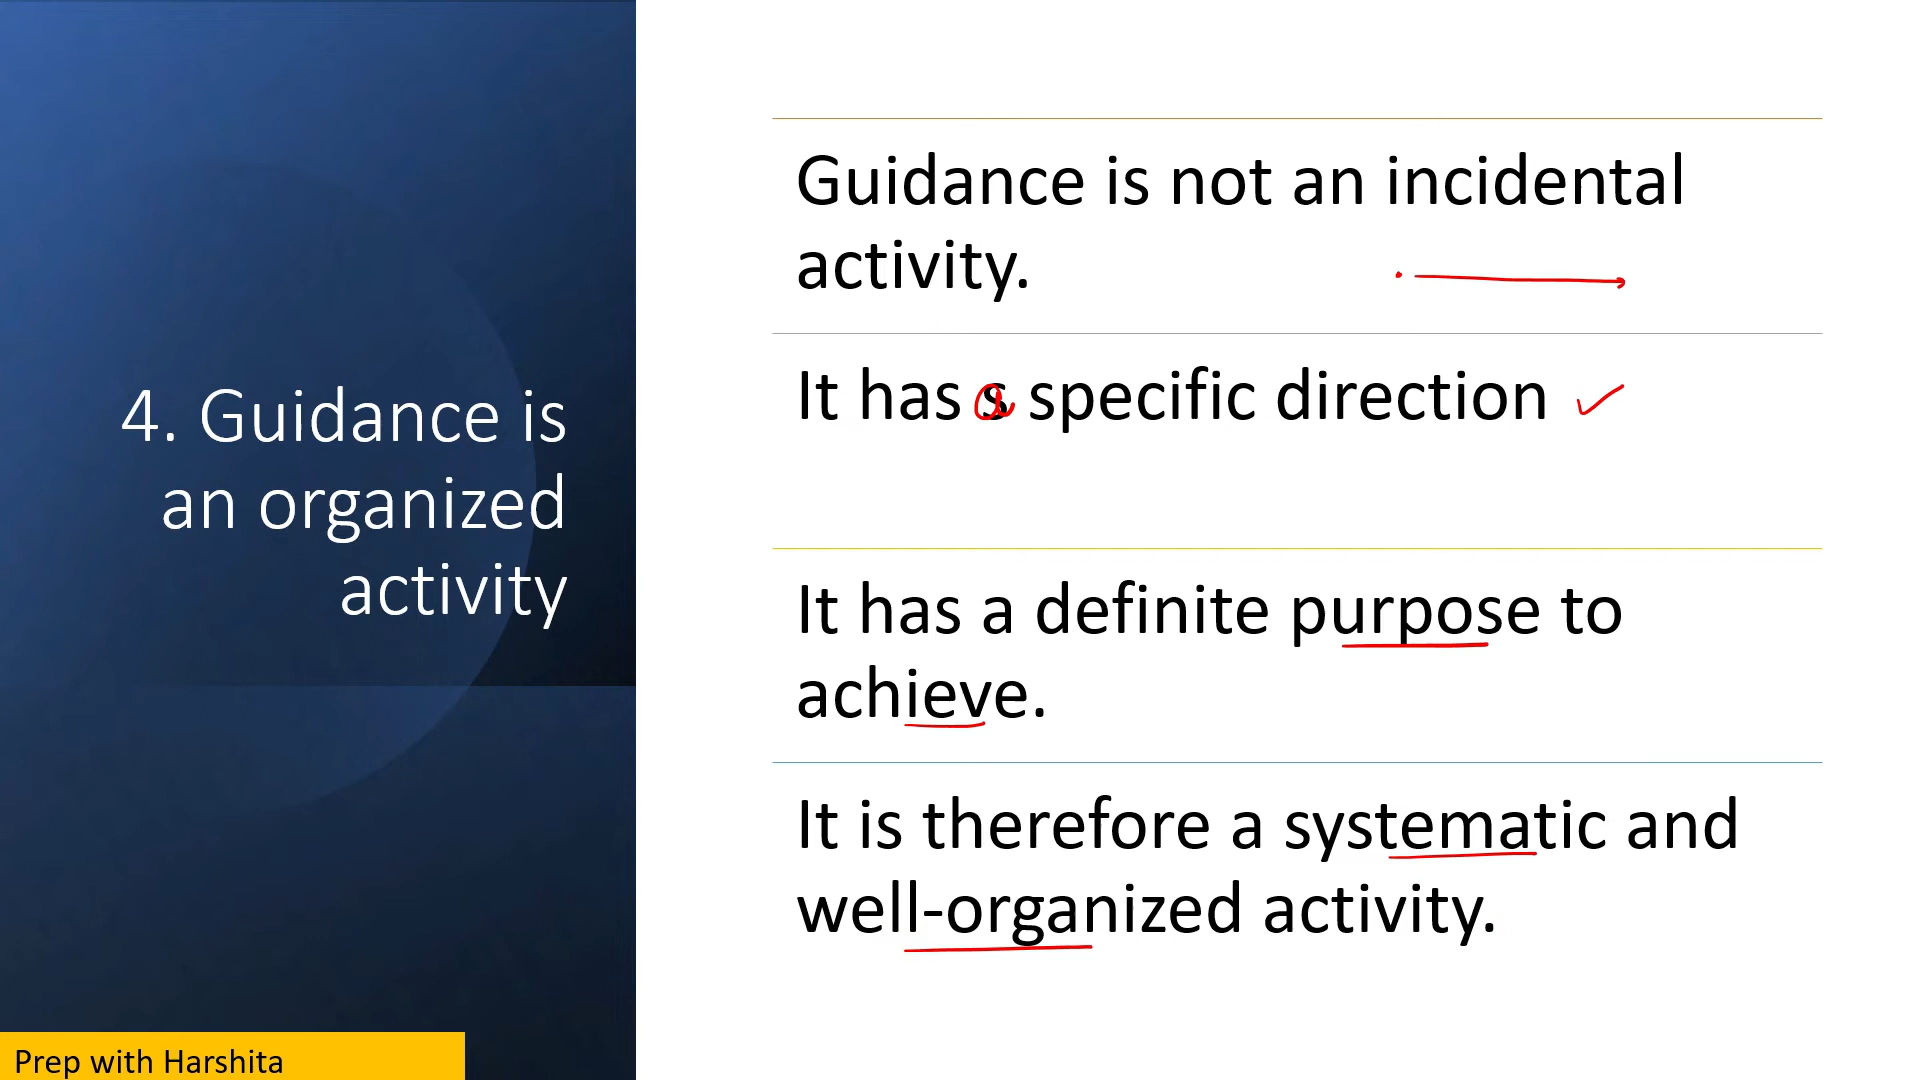 4. Guidance is
an organized
activity
Guidance is not an incidental
activity.
It has a specific direction
It has a definite purpose to
achieve.
It is therefore a systematic and
well-organized activity.
Prep with Harshita